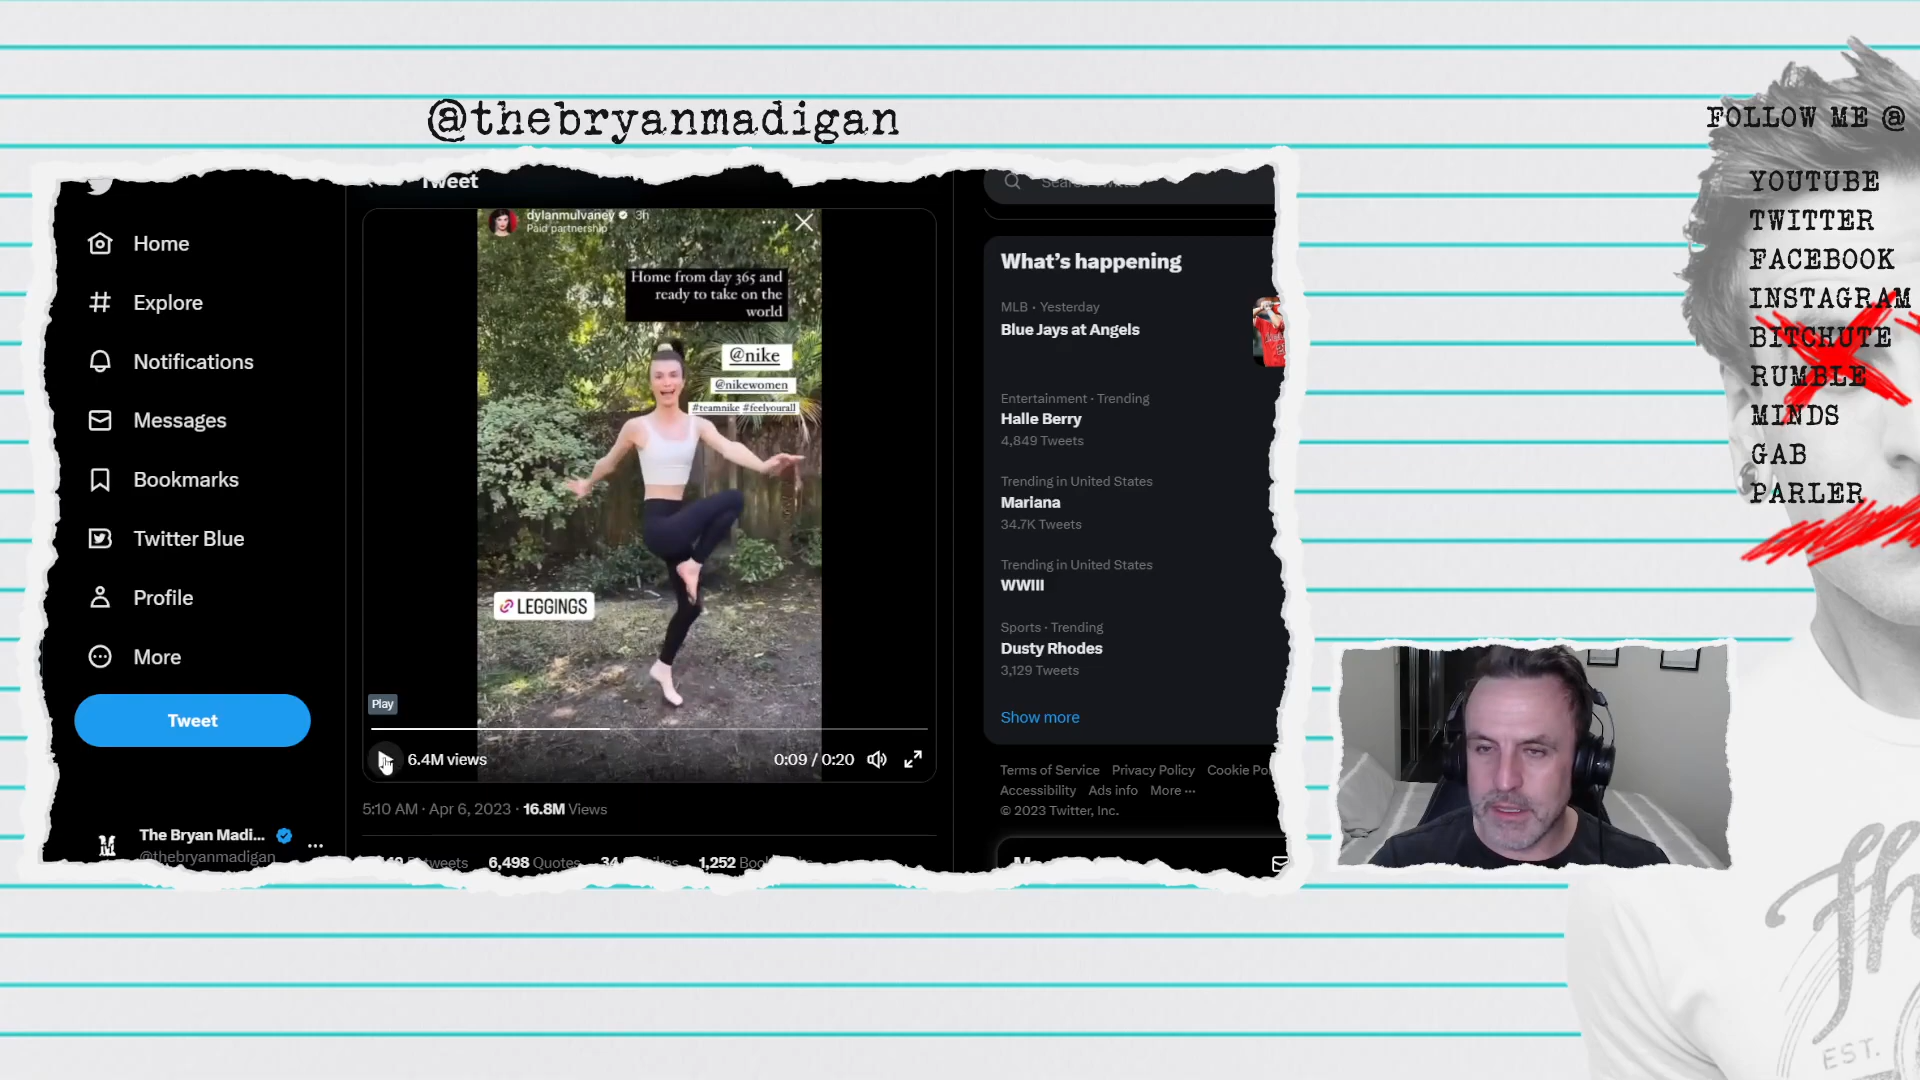 @thebryanmadigan
FOLLOW ME @
YOUTUBE
TWITTER
FACEBOOK
INSTAGRAM
BITCHUTE
RUMBLE
MINDS
GAB
PARLER
Home
Explore
Notifications
Messages
Bookmarks
Twitter Blue
Profile
More
Tweet
The Bryan Madi...
@thebryanmadigan
Tweet
dylanmulvaney 3h
Paid partnership
Home from day 365 and
ready to take on the
world
@nike
@nikewomen
#teamnike #feelyourall
LEGGINGS
Play
6.4M views
0:09 / 0:20
5:10 AM · Apr 6, 2023 · 16.8M Views
6,498 Quotes
1,252
What's happening
MLB · Yesterday
Blue Jays at Angels
Entertainment · Trending
Halle Berry
4,849 Tweets
Trending in United States
Mariana
34.7K Tweets
Trending in United States
WWIII
Sports · Trending
Dusty Rhodes
3,129 Tweets
Show more
Terms of Service Privacy Policy Cookie
Accessibility Ads info More ...
© 2023 Twitter, Inc.
EST.